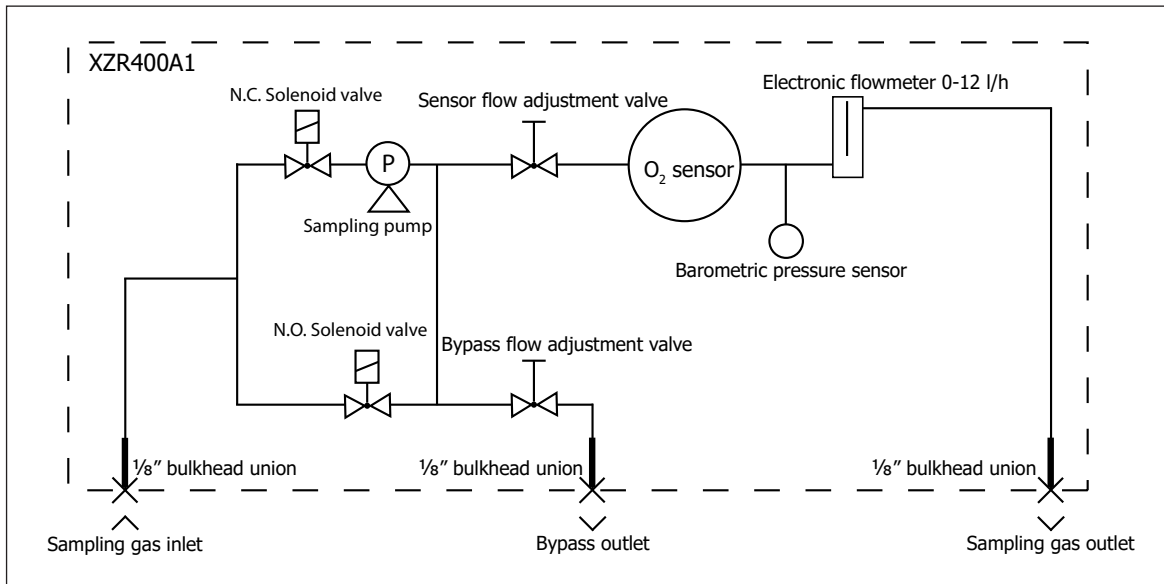 XZR400A1
N.C. Solenoid valve
Sensor flow adjustment valve
Electronic flowmeter 0-12 l/h
P
O₂ sensor
Sampling pump
Barometric pressure sensor
N.O. Solenoid valve
Bypass flow adjustment valve
⅛” bulkhead union
⅛” bulkhead union
⅛” bulkhead union
Sampling gas inlet
Bypass outlet
Sampling gas outlet